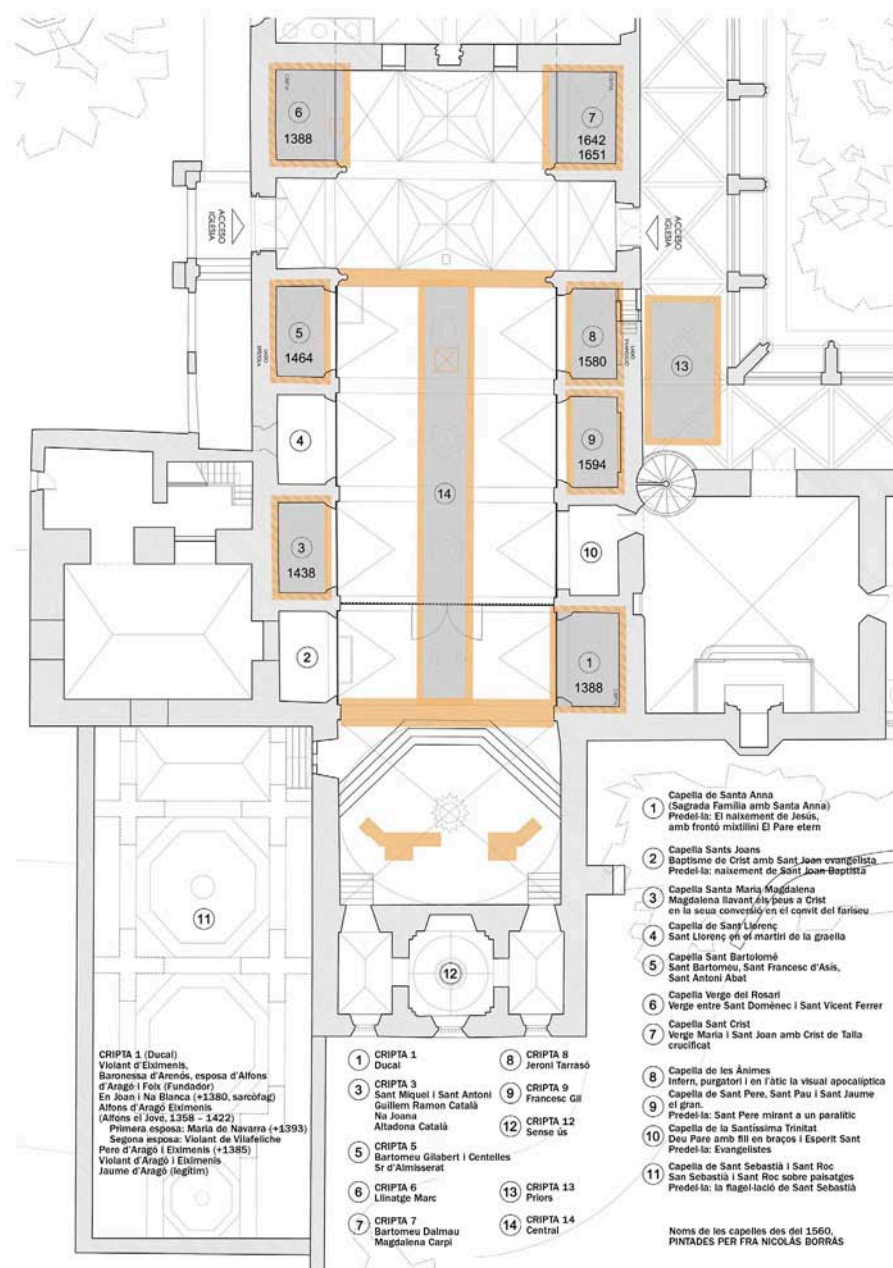 6
1388
7
1642
1651
ACCESO
IGLESIA
ACCESO
IGLESIA
5
1464
8
1580
13
4
9
1594
14
3
1438
10
2
1
1388
11
12
1 Capella de Santa Anna
(Sagrada Família amb Santa Anna)
Predel·la: El naixement de Jesús,
amb frontó mixtilini El Pare etern
2 Capella Sants Joans
Baptisme de Crist amb Sant Joan evangelista
Predel·la: naixement de Sant Joan Baptista
3 Capella Santa Maria Magdalena
Magdalena llavant els peus a Crist
en la seua conversió en el convit del fariseu
4 Capella de Sant Llorenç
Sant Llorenç en el martiri de la graella
5 Capella Sant Bartolomé
Sant Bartomeu, Sant Francesc d'Asís,
Sant Antoni Abat
6 Capella Verge del Rosari
Verge entre Sant Domènec i Sant Vicent Ferrer
7 Capella Sant Crist
Verge Maria i Sant Joan amb Crist de Talla
crucificat
8 Capella de les Ànimes
Infern, purgatori i en l'àtic la visual apocalíptica
9 Capella de Sant Pere, Sant Pau i Sant Jaume
el gran.
Predel·la: Sant Pere mirant a un paralític
10 Capella de la Santíssima Trinitat
Deu Pare amb fill en braços i Esperit Sant
Predel·la: Evangelistes
11 Capella de Sant Sebastià i Sant Roc
San Sebastià i Sant Roc sobre paisatges
Predel·la: la flagel·lació de Sant Sebastià
Noms de les capelles des del 1560,
PINTADES PER FRA NICOLÁS BORRÀS
CRIPTA 1 (Ducal)
Violant d'Eiximenis,
Baronessa d'Arenós, esposa d'Alfons
d'Aragó i Foix (Fundador)
En Joan i Na Blanca (+1380, sarcòfag)
Alfons d'Aragó Eiximenis
(Alfons el Jove, 1358 – 1422)
Primera esposa: Maria de Navarra (+1393)
Segona esposa: Violant de Vilafeliche
Pere d'Aragó i Eiximenis (+1385)
Violant d'Aragó i Eiximenis
Jaume d'Aragó (legítim)
1 CRIPTA 1
Ducal
3 CRIPTA 3
Sant Miquel i Sant Antoni
Guillem Ramon Català
Na Joana
Altadona Català
5 CRIPTA 5
Bartomeu Gilabert i Centelles
Sr d'Almisserat
6 CRIPTA 6
Llinatge Marc
7 CRIPTA 7
Bartomeu Dalmau
Magdalena Carpi
8 CRIPTA 8
Jeroni Tarrasó
9 CRIPTA 9
Francesc Gil
12 CRIPTA 12
Sense ús
13 CRIPTA 13
Priors
14 CRIPTA 14
Central